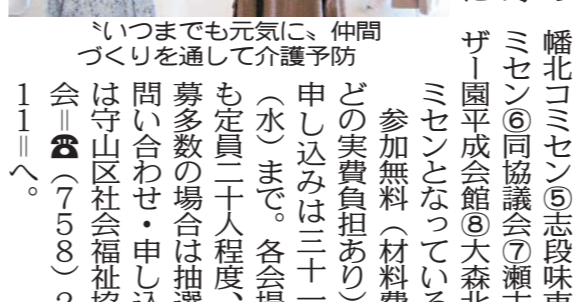 〝いつまでも元気に〟仲間
づくりを通して介護予防
幡北コミセン⑤志段味東
ミセン⑥同協議会⑦瀬
ザー園平成会館⑧大森北
ミセンとなっている
参加無料（材料費
どの実費負担あり）
申し込みは三十一
（水）まで。各会場
も定員二十人程度、
募多数の場合は抽選
問い合わせ・申し込
は守山区社会福祉協
会＝☎（７５８）２
１１＝へ。